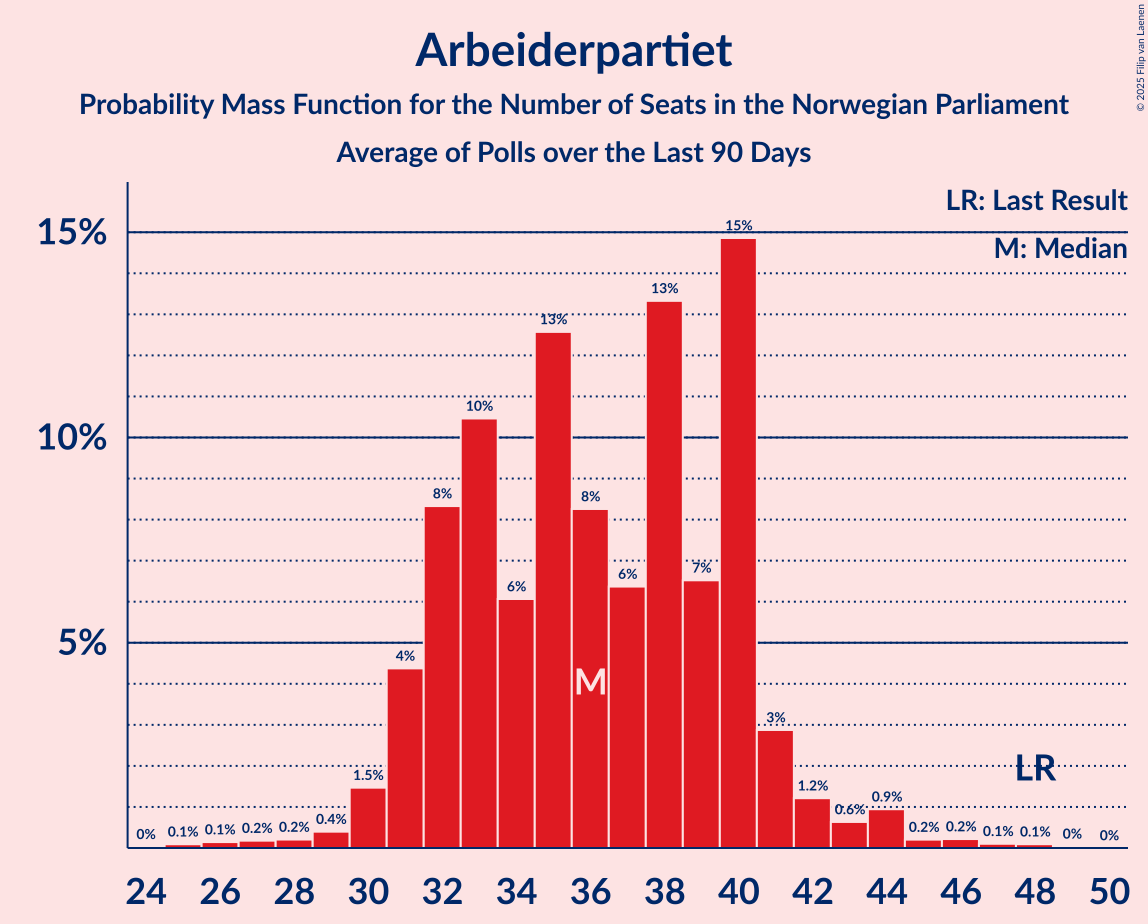 Arbeiderpartiet
Probability Mass Function for the Number of Seats in the Norwegian Parliament
Average of Polls over the Last 90 Days
© 2025 Filip van Laenen
LR: Last Result
M: Median
15%
10%
5%
0% 0.1% 0.1% 0.2% 0.2% 0.4% 1.5% 4% 8% 10% 6% 13% 8% 6% 13% 7% 15% 3% 1.2% 0.6% 0.9% 0.2% 0.2% 0.1% 0.1% 0% 0%
M
LR
24 26 28 30 32 34 36 38 40 42 44 46 48 50